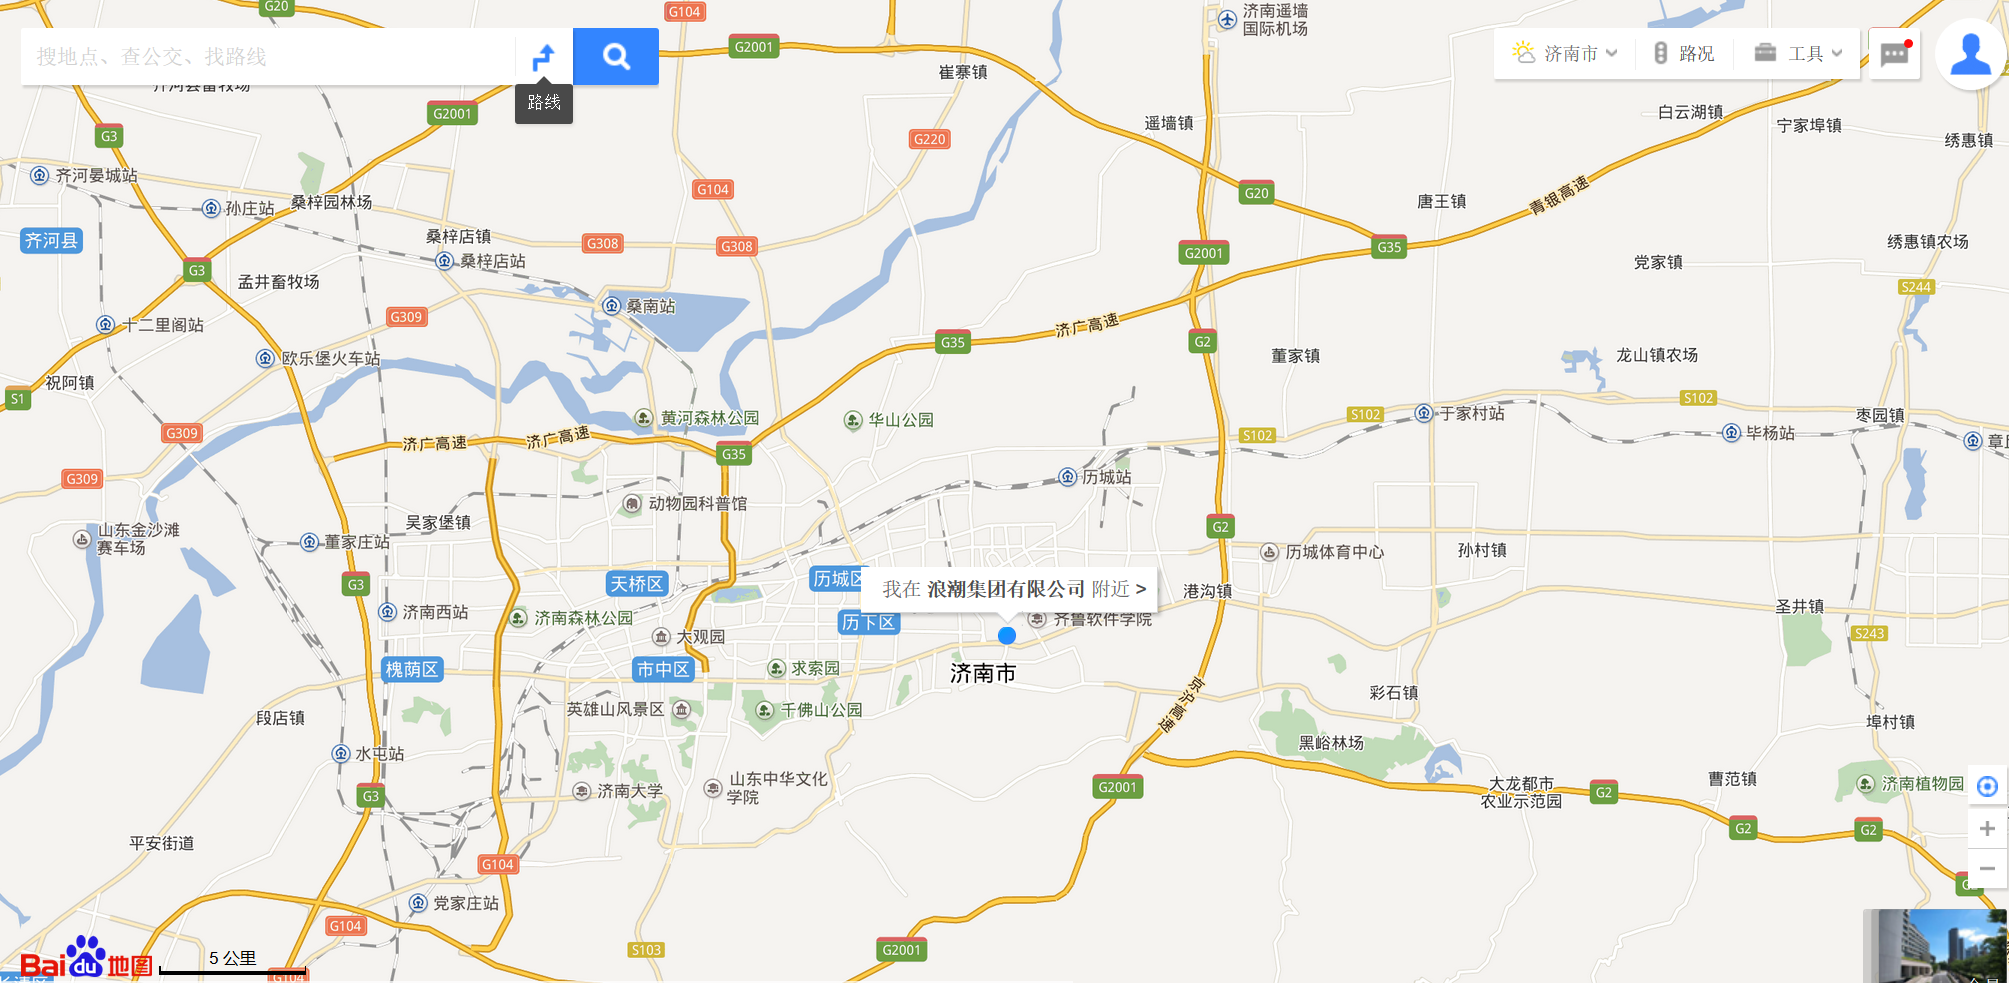 G20
G104
济南遥墙
国际机场
搜地点、查公交、找路线
路线
G2001
崔寨镇
济南市
路况
工具
齐河县畜牧场
G2001
G3
G220
遥墙镇
白云湖镇
宁家埠镇
绣惠镇
齐河晏城站
孙庄站
桑梓园林场
G104
G20
唐王镇
青银高速
齐河县
桑梓店镇
桑梓店站
G308
G308
G2001
G35
绣惠镇农场
党家镇
G3
孟井畜牧场
S244
十二里阁站
G309
桑南站
济广高速
G35
G2
董家镇
龙山镇农场
欧乐堡火车站
祝阿镇
S1
S102
黄河森林公园
华山公园
S102
于家村站
枣园镇
G309
济广高速
济广高速
S102
毕杨站
章丘
G35
G309
历城站
动物园科普馆
山东金沙滩
赛车场
吴家堡镇
G2
董家庄站
历城体育中心
孙村镇
G3
天桥区
历城区
我在 浪潮集团有限公司 附近 >
港沟镇
济南西站
济南森林公园
历下区
齐鲁软件学院
圣井镇
大观园
S243
槐荫区
市中区
求索园
济南市
京沪高速
彩石镇
段店镇
英雄山风景区
千佛山公园
埠村镇
水屯站
黑峪林场
G3
济南大学
山东中华文化
学院
G2001
大龙都市
农业示范园
G2
曹范镇
济南植物园
平安街道
G2
G2
G104
党家庄站
G104
S103
G2001
Bai du 地图
5 公里
G104